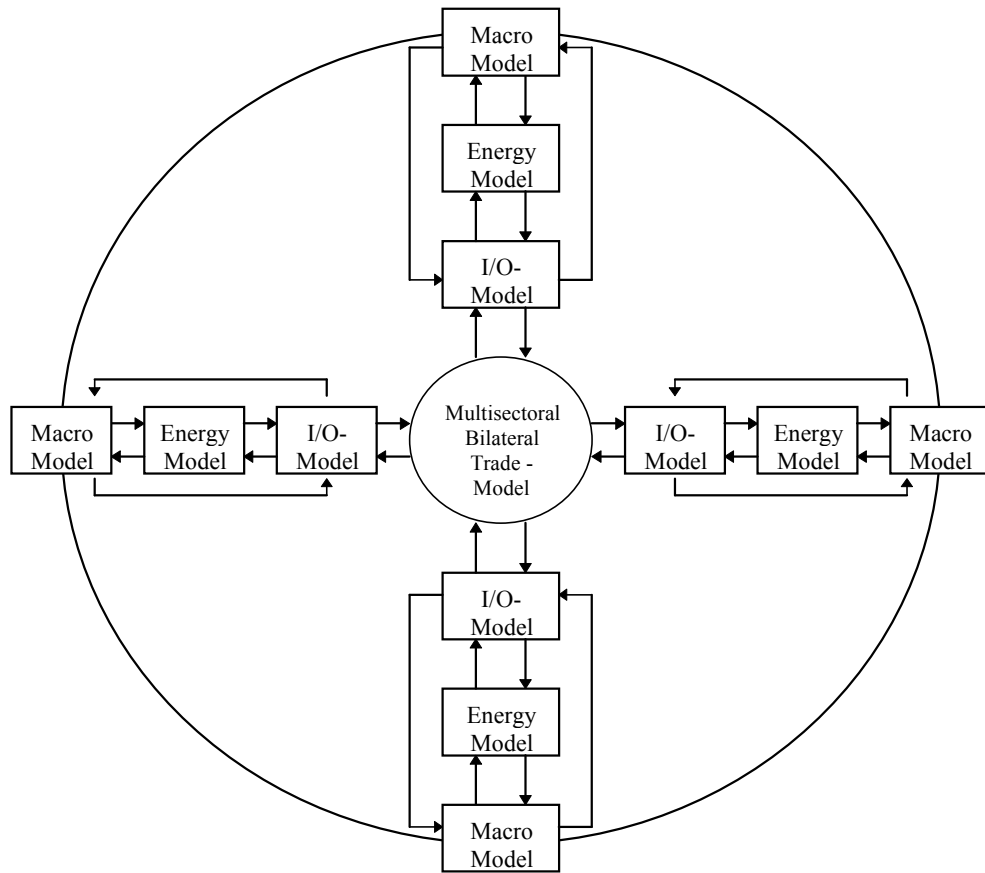 Macro
Model
Energy
Model
I/O-
Model
Macro
Model
Energy
Model
I/O-
Model
Multisectoral
Bilateral
Trade -
Model
I/O-
Model
Energy
Model
Macro
Model
I/O-
Model
Energy
Model
Macro
Model